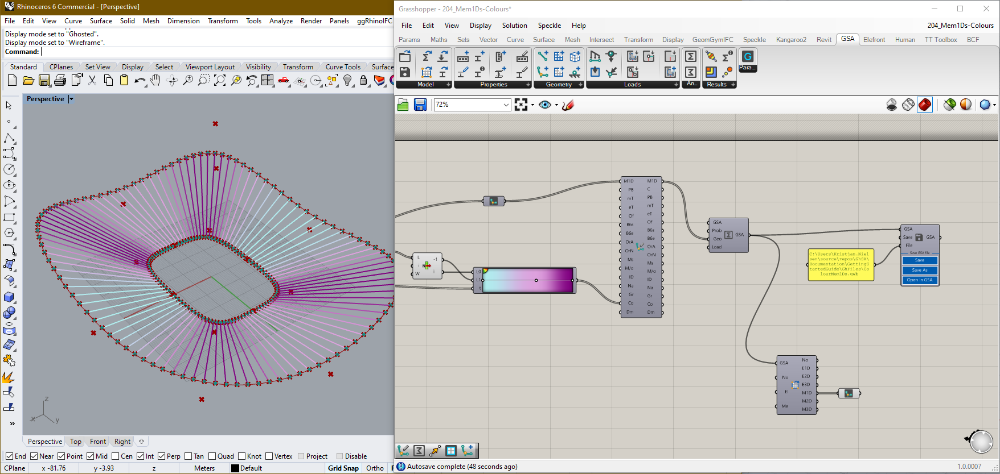 Rhinoceros 6 Commercial - [Perspective]
File Edit View Curve Surface Solid Mesh Dimension Transform Tools Analyze Render Panels ggRhinoIFC
Display mode set to "Ghosted".
Display mode set to "Wireframe".
Command:
Standard CPlanes Set View Display Select Viewport Layout Visibility Transform Curve Tools Surface
Perspective
z
x y
Perspective Top Front Right
End Near Point Mid Cen Int Perp Tan Quad Knot Vertex Project Disable
CPlane x -81.76 y -3.93 z Meters Default Grid Snap Ortho
Grasshopper - 204_Mem1Ds-Colours*
File Edit View Display Solution Speckle Help 204_Mem1Ds-Colours
Params Maths Sets Vector Curve Surface Mesh Intersect Transform Display GeomGymIFC Speckle Kangaroo2 Revit GSA Elefront Human TT Toolbox BCF
G
Para...
Model Properties Geometry Loads An... Results
72%
M1D M1D
PB C
mT PB
eT mT
Of eT
B6s Of
B6e B6s
OrA B6e
OrN OrA
Ms OrN
M/o Ms
ID M/o
Na ID
Gr Na
Co Gr
Dm Co
Dm
L -1
i N
W i
L0
L1
t
GSA
Prob GSA
Geo
Load
C:\Users\Kristjan.Niel
sen\source\repos\GhSA\
Documentation\GettingS
tartedGuide\GhFiles\Co
lourMem1Ds.gwb
GSA
Save GSA
File
Save GSA file
Save
Save As
Open in GSA
GSA No
E1D
No E2D
E3D
El M1D
M2D
Me M3D
Autosave complete (48 seconds ago) 1.0.0007